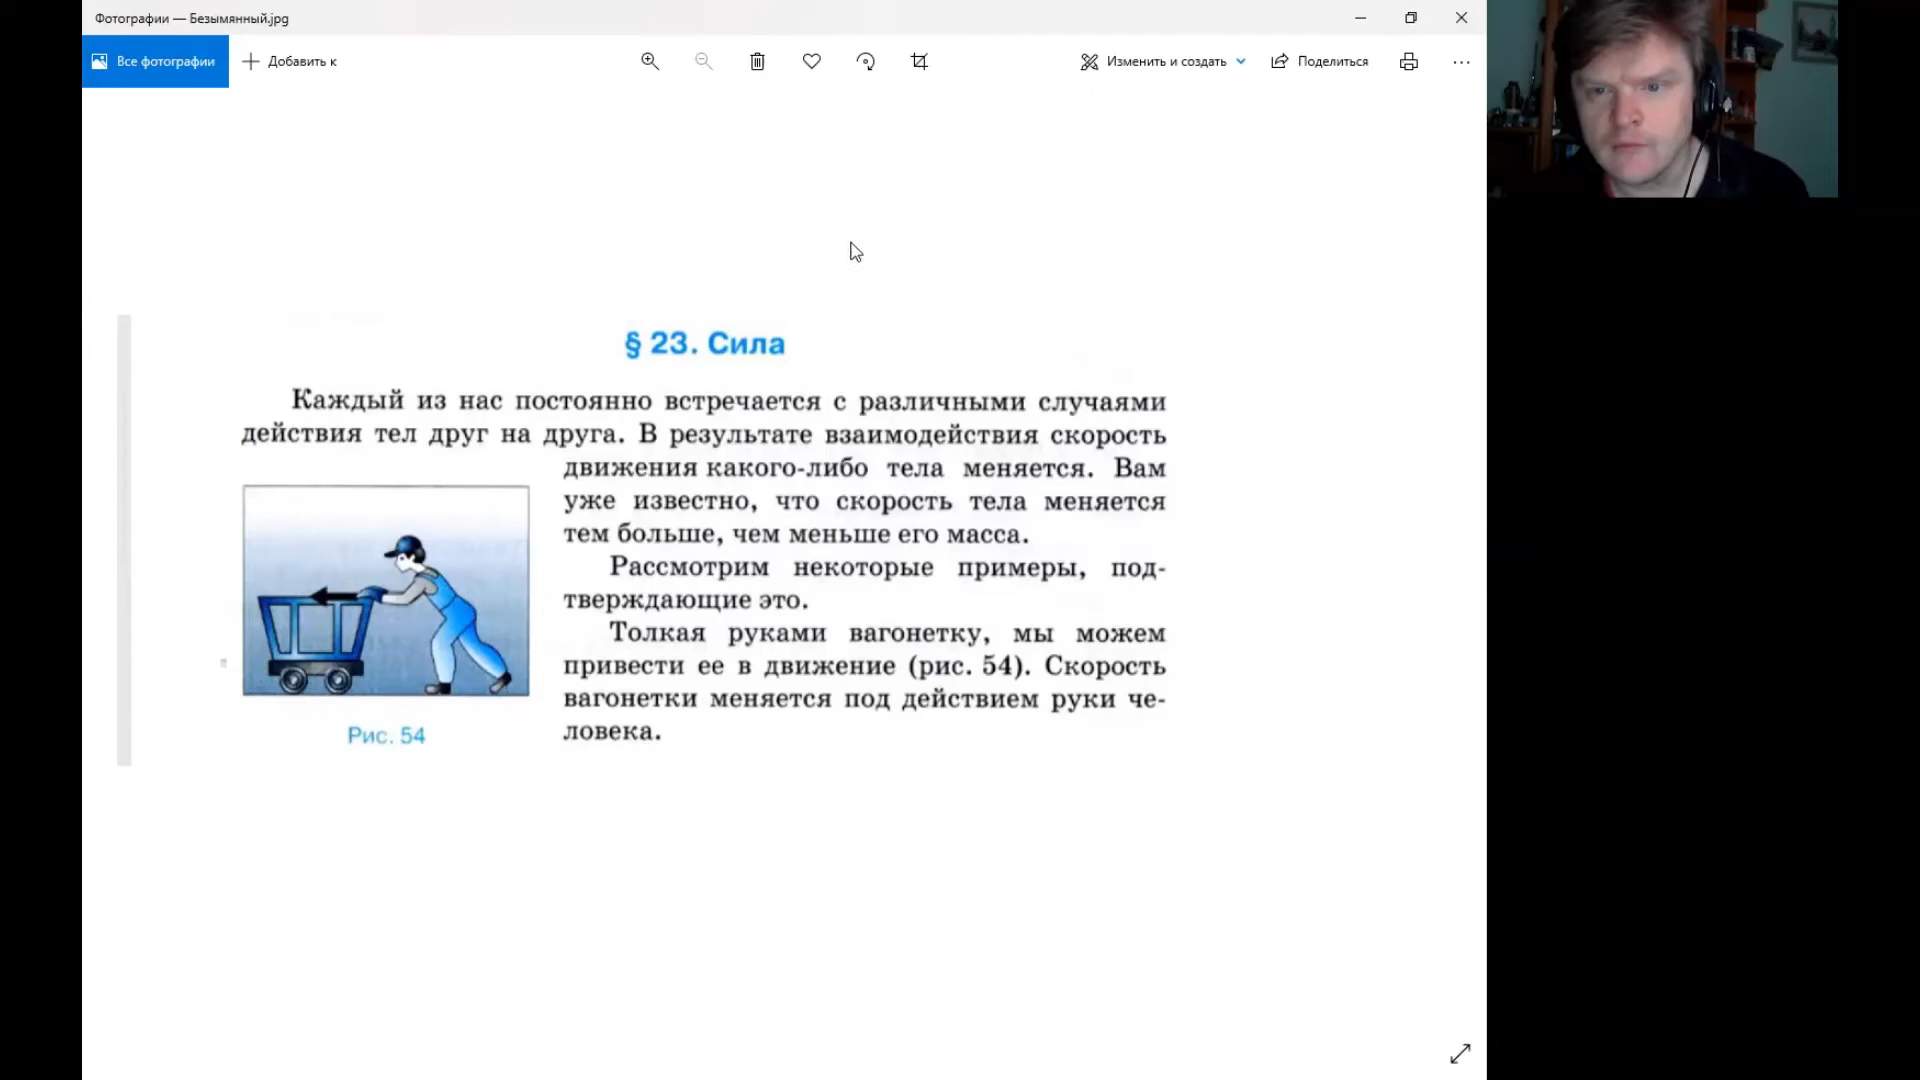 Фотографии — Безымянный.jpg
Все фотографии
Добавить к
Изменить и создать
Поделиться
§ 23. Сила
Каждый из нас постоянно встречается с различными случаями
действия тел друг на друга. В результате взаимодействия скорость
движения какого-либо тела меняется. Вам
уже известно, что скорость тела меняется
тем больше, чем меньше его масса.
Рассмотрим некоторые примеры, под-
тверждающие это.
Толкая руками вагонетку, мы можем
привести ее в движение (рис. 54). Скорость
вагонетки меняется под действием руки че-
ловека.
Рис. 54